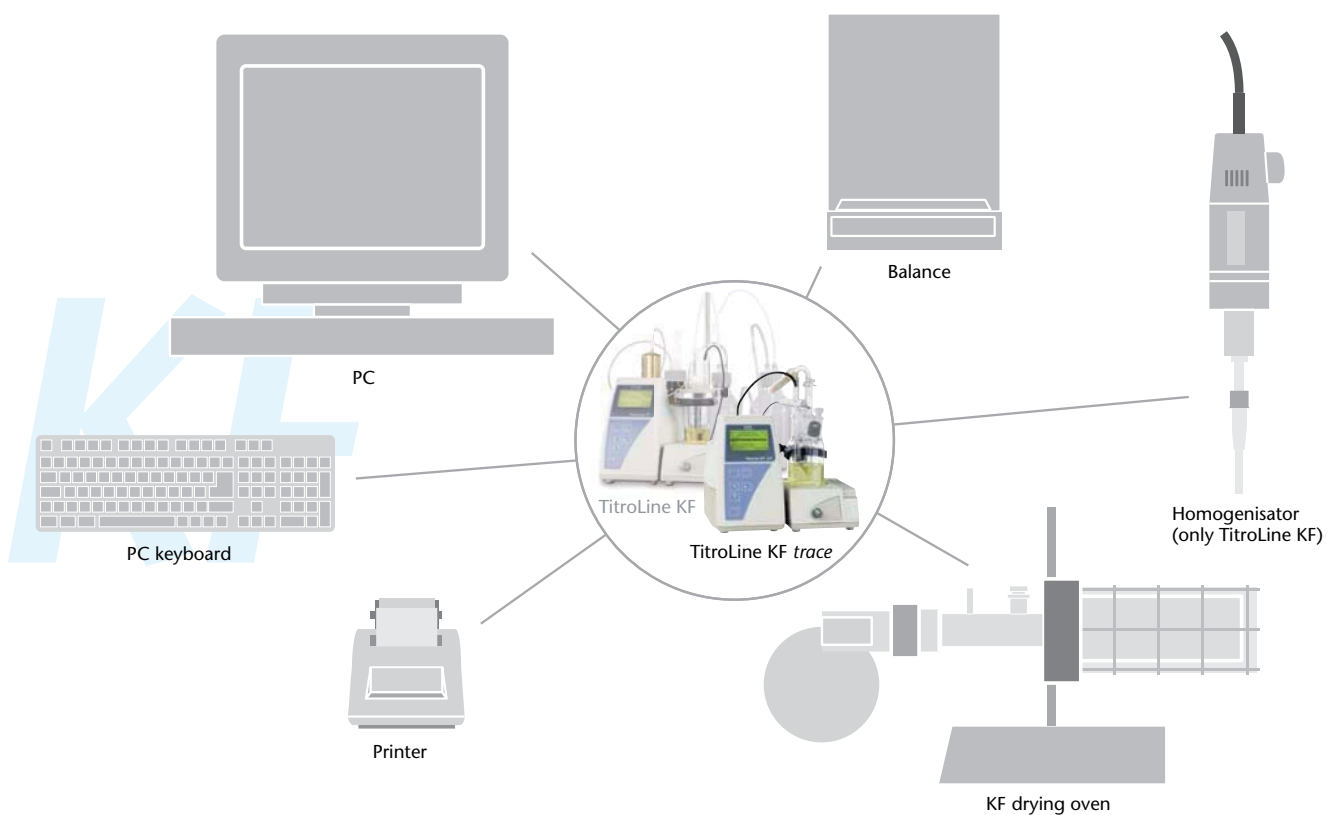 Balance
PC
KF
TitroLine KF
TitroLine KF trace
PC keyboard
Homogenisator
(only TitroLine KF)
Printer
KF drying oven